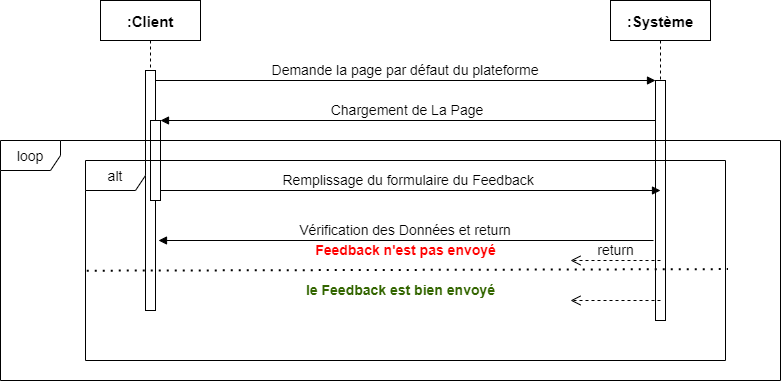 :Client
:Système
Demande la page par défaut du plateforme
Chargement de La Page
loop
alt
Remplissage du formulaire du Feedback
Vérification des Données et return
Feedback n'est pas envoyé
return
le Feedback est bien envoyé